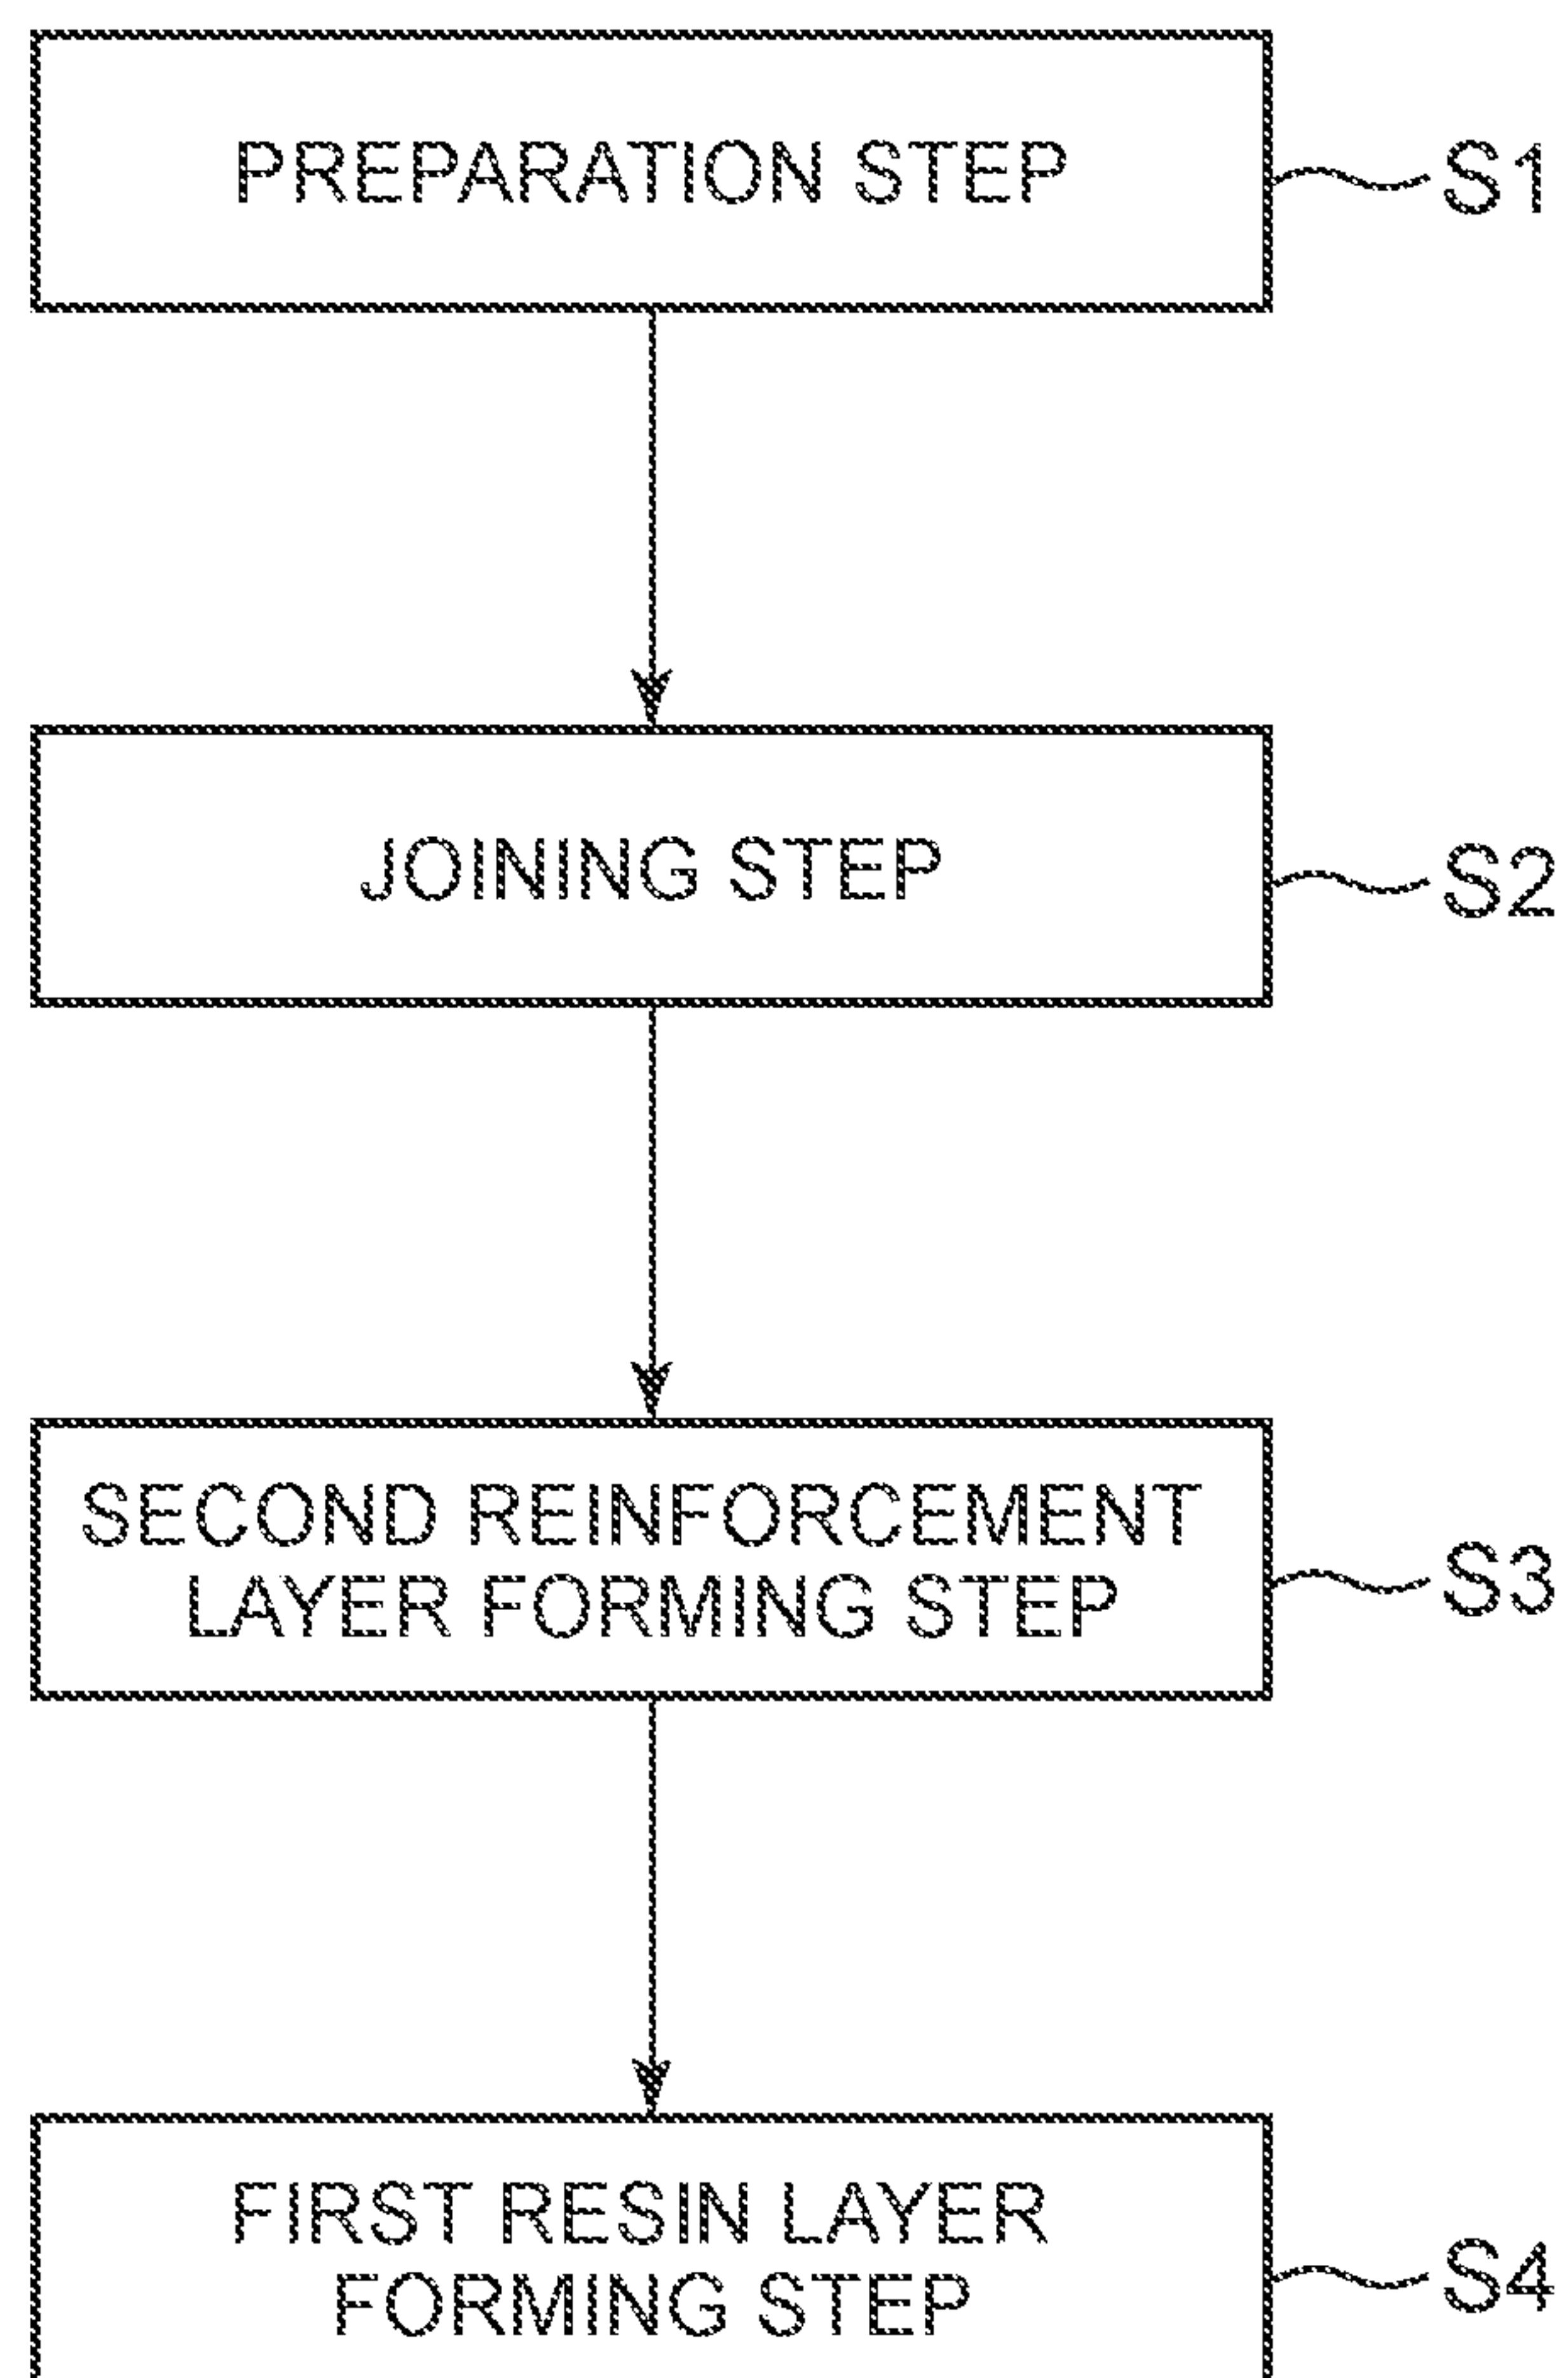 PREPARATION STEP
S1
JOINING STEP
S2
SECOND REINFORCEMENT
LAYER FORMING STEP
S3
FIRST RESIN LAYER
FORMING STEP
S4